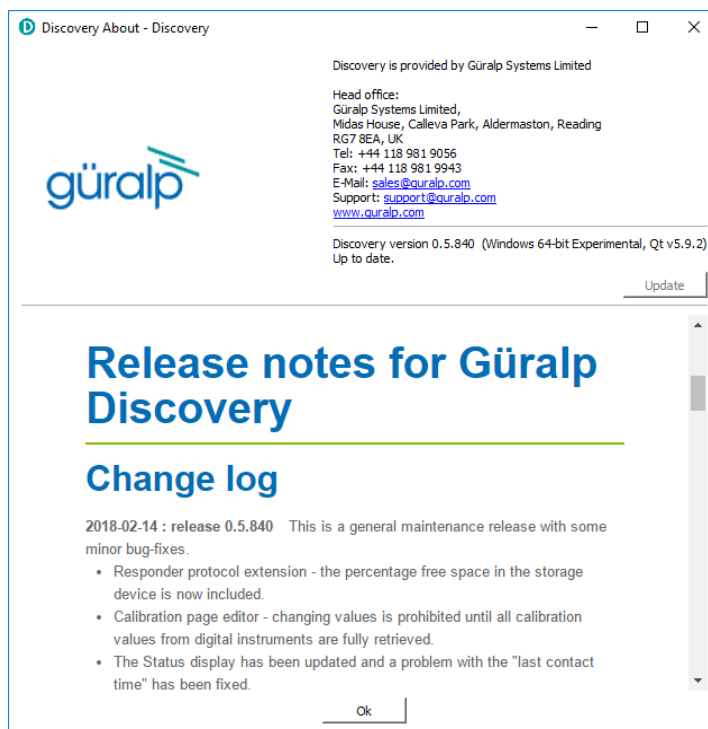 Discovery About - Discovery
Discovery is provided by Güralp Systems Limited
Head office:
Güralp Systems Limited,
Midas House, Calleva Park, Aldermaston, Reading
RG7 8EA, UK
Tel: +44 118 981 9056
Fax: +44 118 981 9943
E-Mail: sales@guralp.com
Support: support@guralp.com
www.guralp.com
güralp
Discovery version 0.5.840 (Windows 64-bit Experimental, Qt v5.9.2)
Up to date.
Update
Release notes for Güralp
Discovery
Change log
2018-02-14 : release 0.5.840 This is a general maintenance release with some
minor bug-fixes.
• Responder protocol extension - the percentage free space in the storage
device is now included.
• Calibration page editor - changing values is prohibited until all calibration
values from digital instruments are fully retrieved.
• The Status display has been updated and a problem with the "last contact
time" has been fixed.
Ok